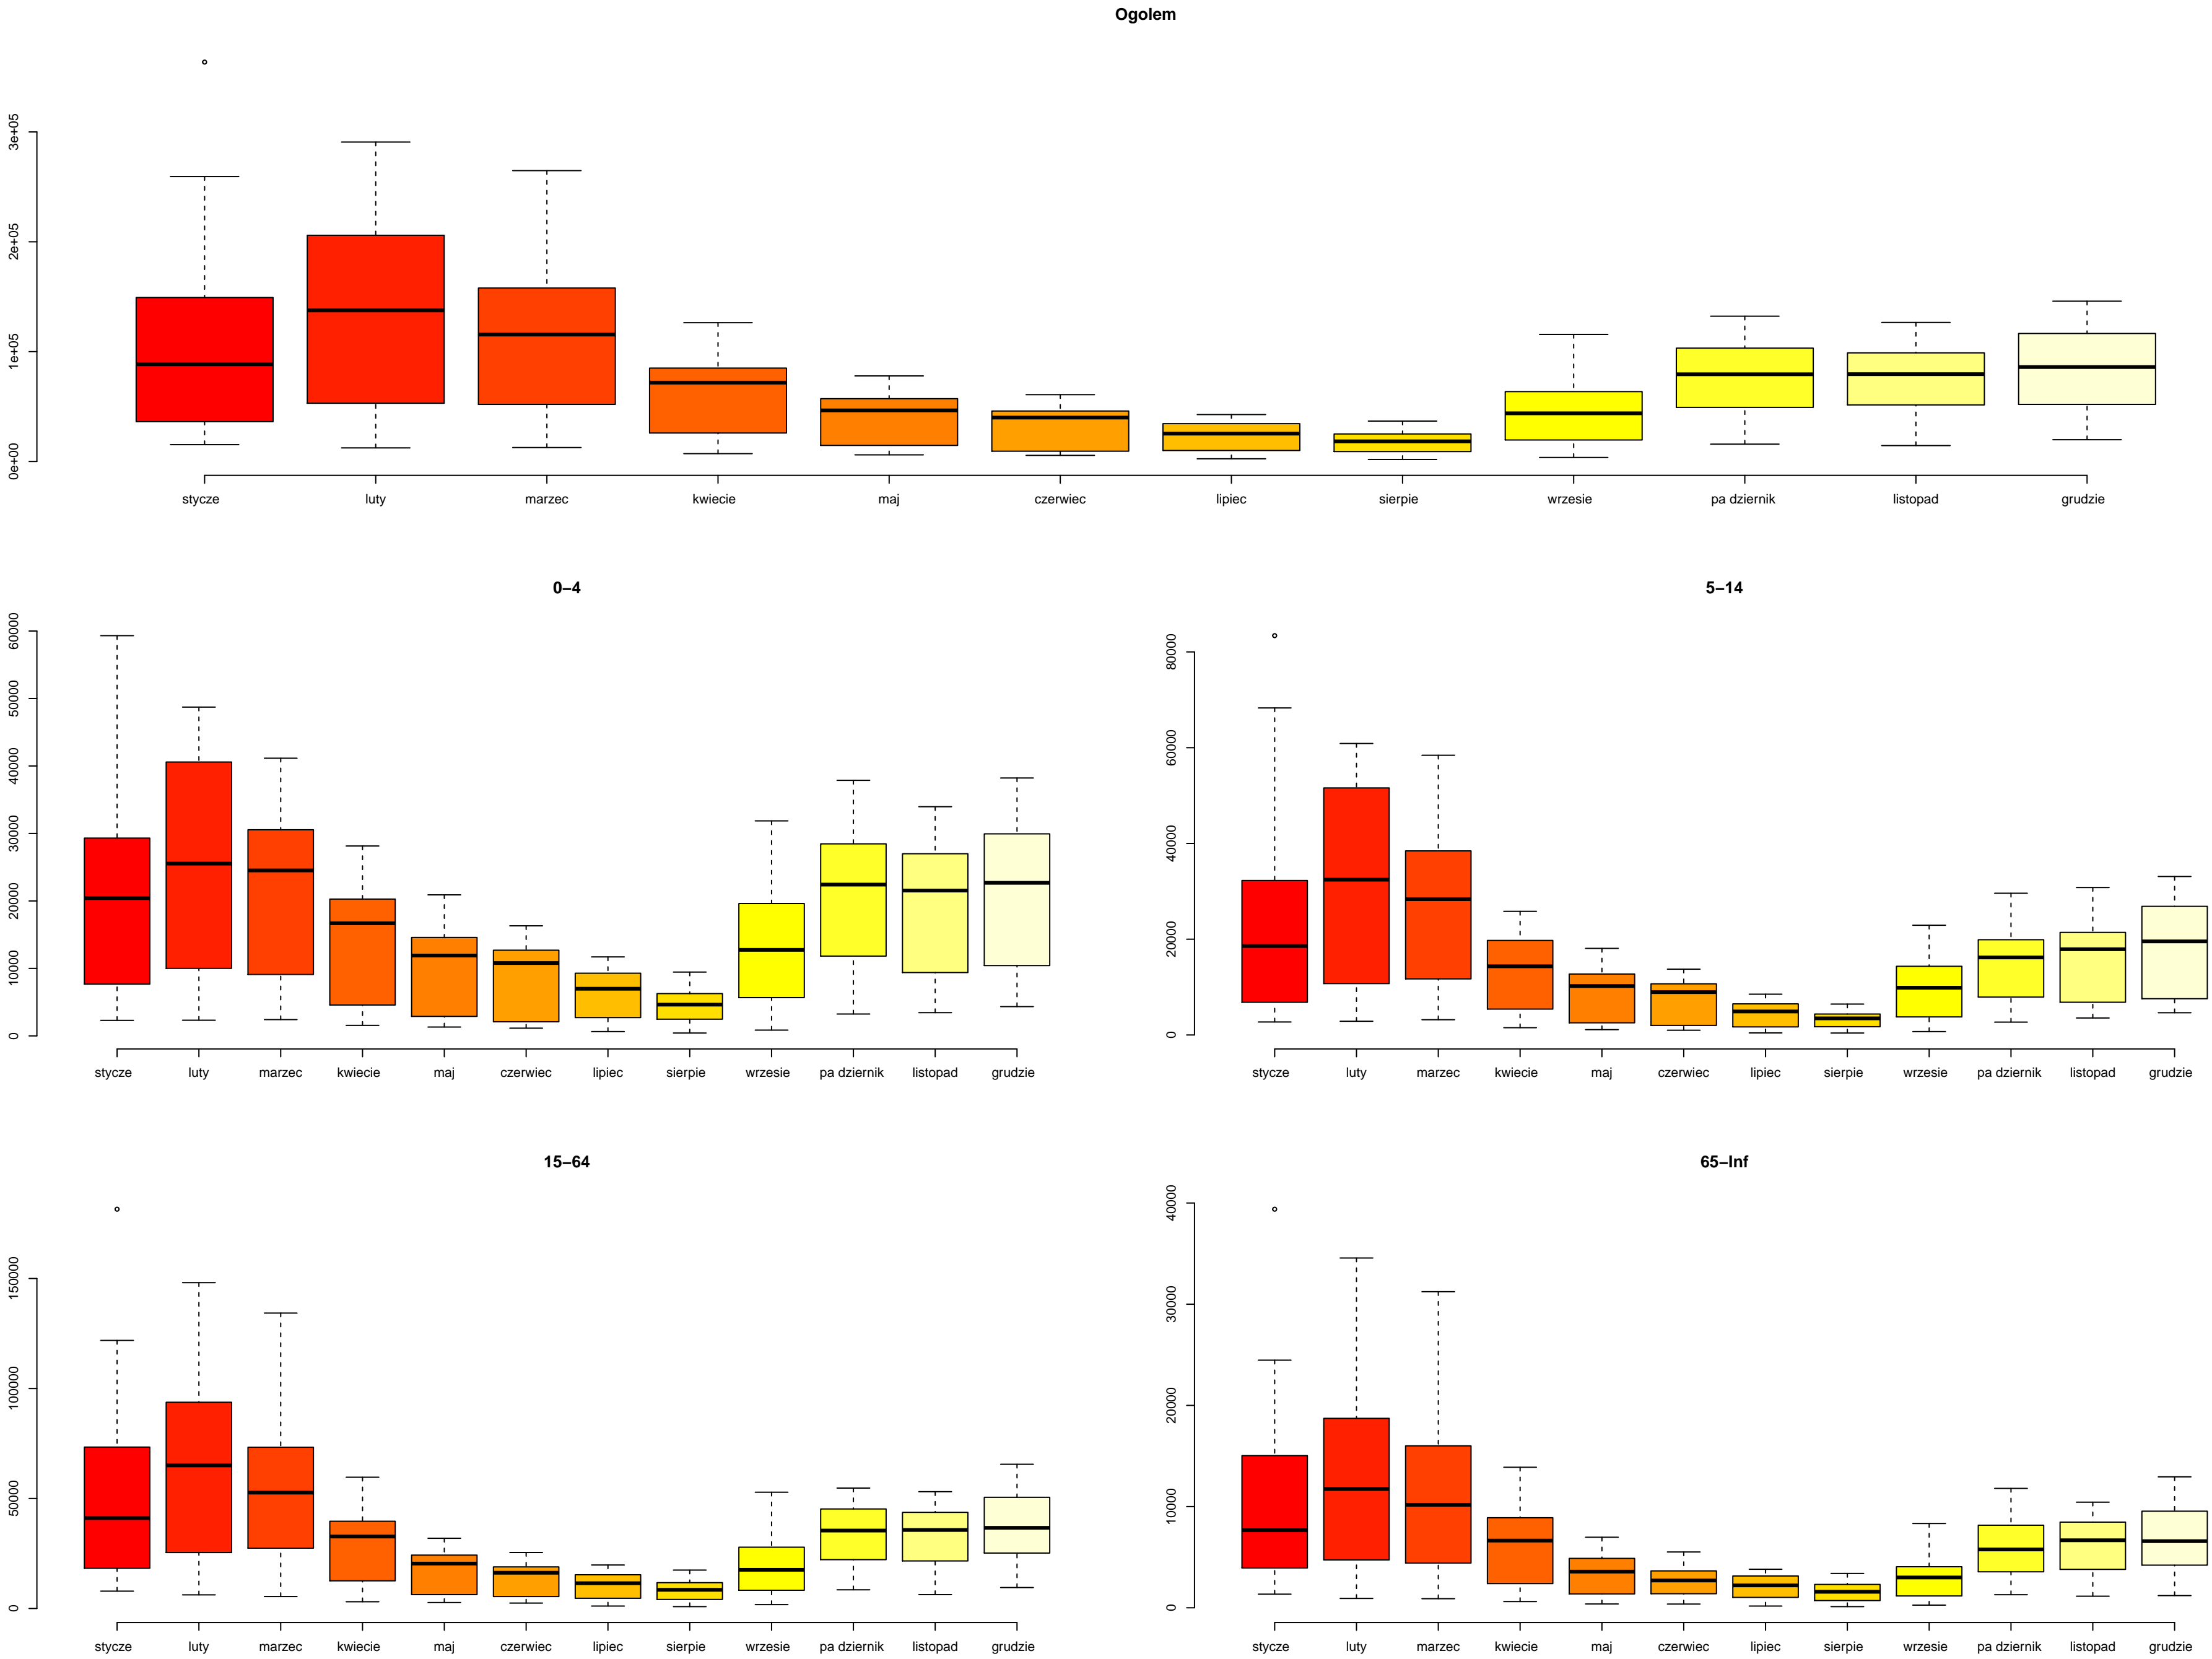 Ogolem
3e+05
2e+05
1e+05
0e+00
stycze luty marzec kwiecie maj czerwiec lipiec sierpie wrzesie pa dziernik listopad grudzie
0–4
60000
50000
40000
30000
20000
10000
0
stycze luty marzec kwiecie maj czerwiec lipiec sierpie wrzesie pa dziernik listopad grudzie
5–14
80000
60000
40000
20000
0
stycze luty marzec kwiecie maj czerwiec lipiec sierpie wrzesie pa dziernik listopad grudzie
15–64
150000
100000
50000
0
stycze luty marzec kwiecie maj czerwiec lipiec sierpie wrzesie pa dziernik listopad grudzie
65–Inf
40000
30000
20000
10000
0
stycze luty marzec kwiecie maj czerwiec lipiec sierpie wrzesie pa dziernik listopad grudzie